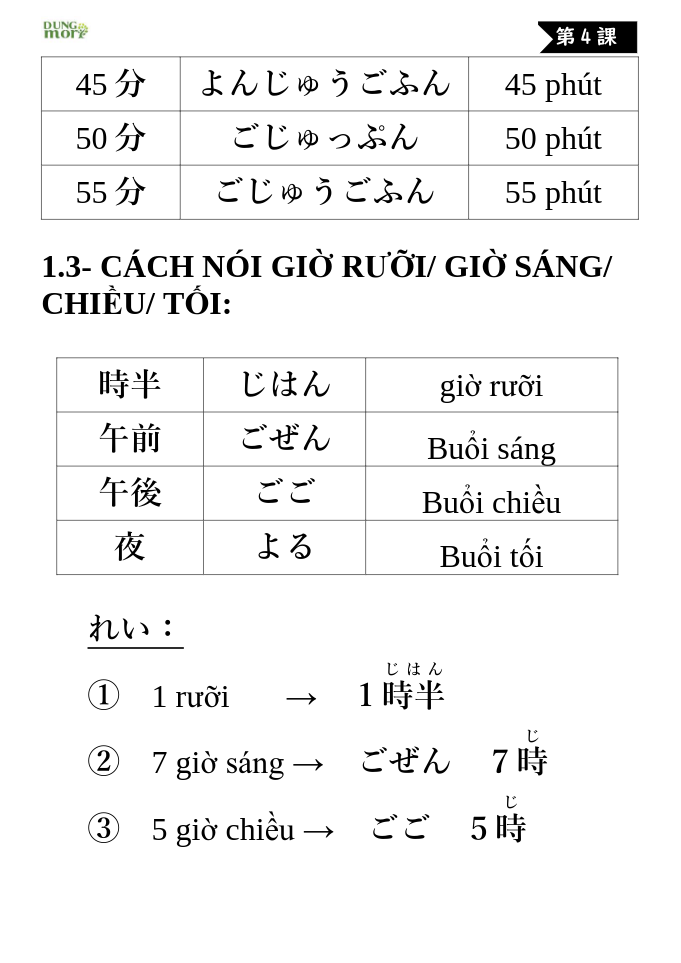 DUNG
mori
第 4 課
45 分 よんじゅうごふん 45 phút
50 分 ごじゅっぷん 50 phút
55 分 ごじゅうごふん 55 phút
1.3- CÁCH NÓI GIỜ RƯỠI/ GIỜ SÁNG/
CHIỀU/ TỐI:
時半 じはん giờ rưỡi
午前 ごぜん Buổi sáng
午後 ごご Buổi chiều
夜 よる Buổi tối
れい：
じはん
① 1 rưỡi → 1 時半
じ
② 7 giờ sáng → ごぜん 7 時
じ
③ 5 giờ chiều → ごご 5 時